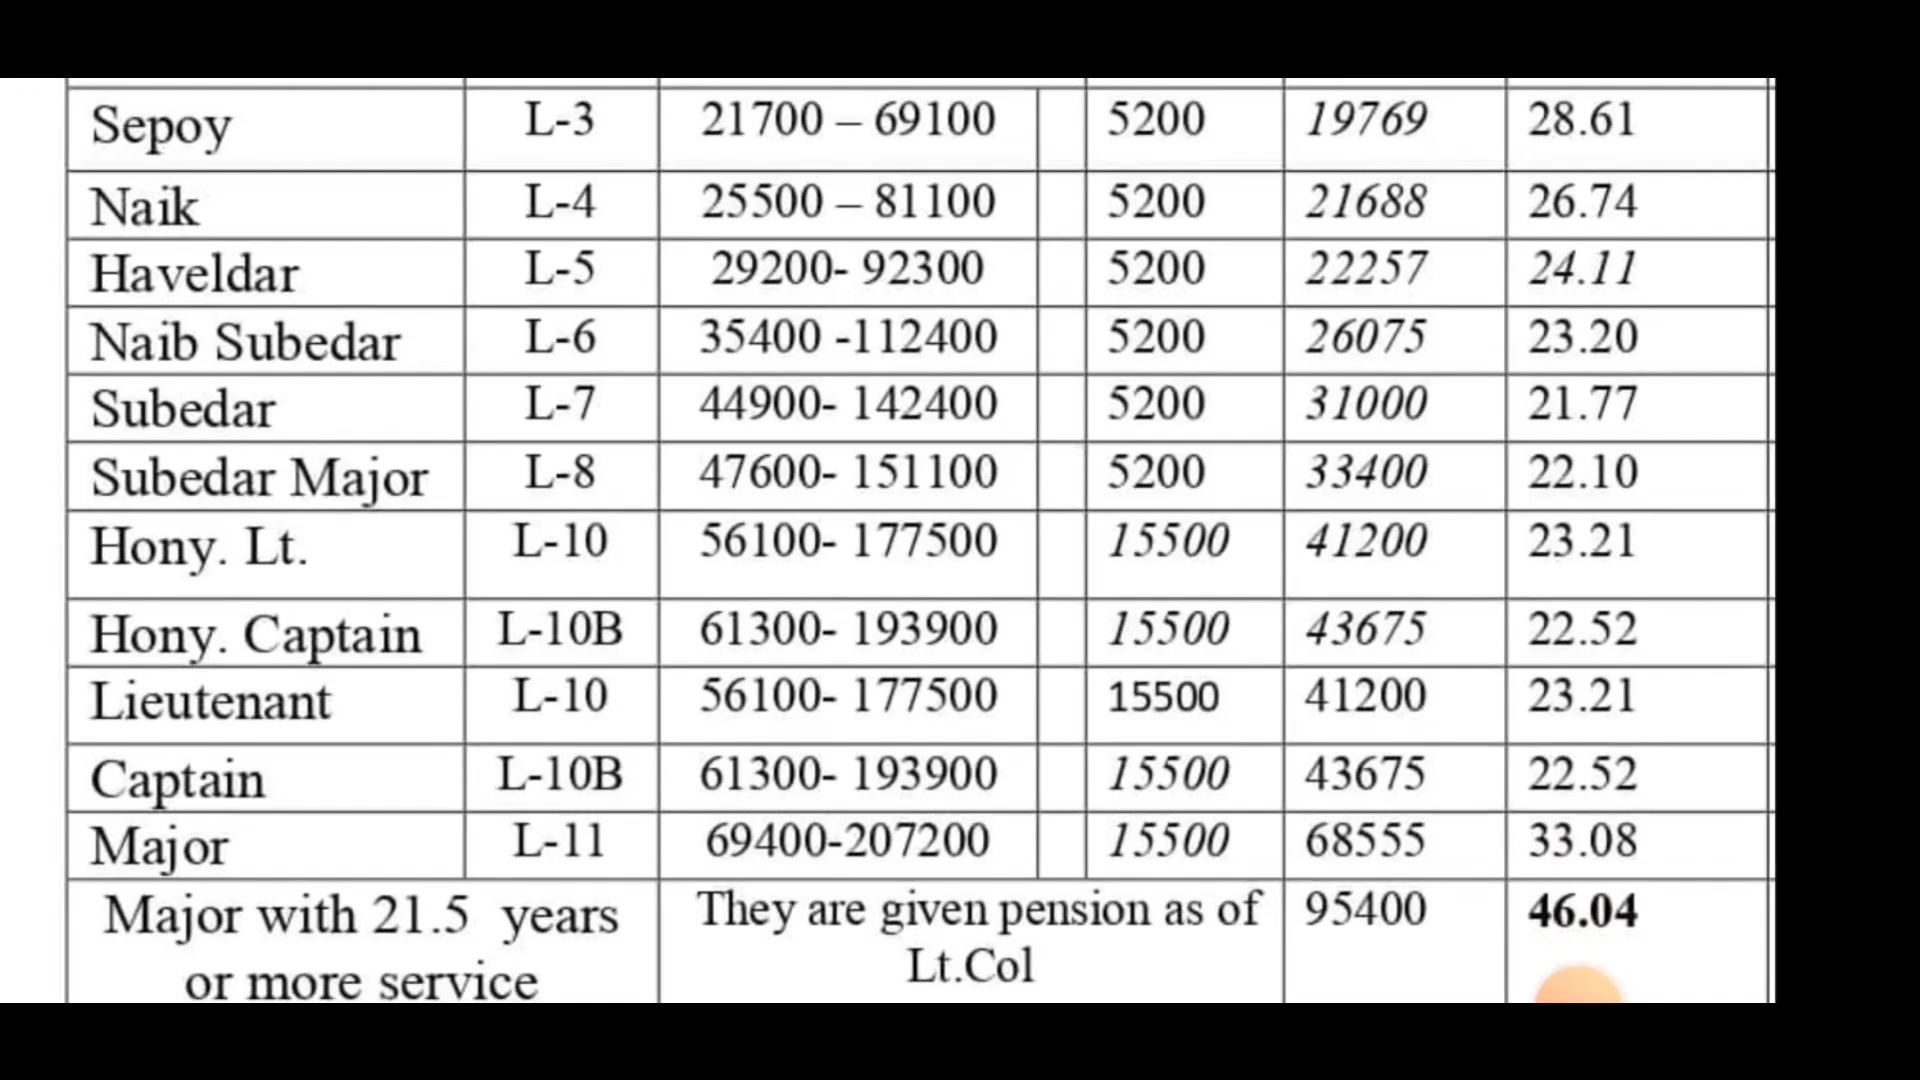 Sepoy L-3 21700 – 69100 5200 19769 28.61
Naik L-4 25500 – 81100 5200 21688 26.74
Haveldar L-5 29200- 92300 5200 22257 24.11
Naib Subedar L-6 35400 -112400 5200 26075 23.20
Subedar L-7 44900- 142400 5200 31000 21.77
Subedar Major L-8 47600- 151100 5200 33400 22.10
Hony. Lt. L-10 56100- 177500 15500 41200 23.21
Hony. Captain L-10B 61300- 193900 15500 43675 22.52
Lieutenant L-10 56100- 177500 15500 41200 23.21
Captain L-10B 61300- 193900 15500 43675 22.52
Major L-11 69400-207200 15500 68555 33.08
Major with 21.5 years They are given pension as of 95400 46.04
or more service Lt.Col